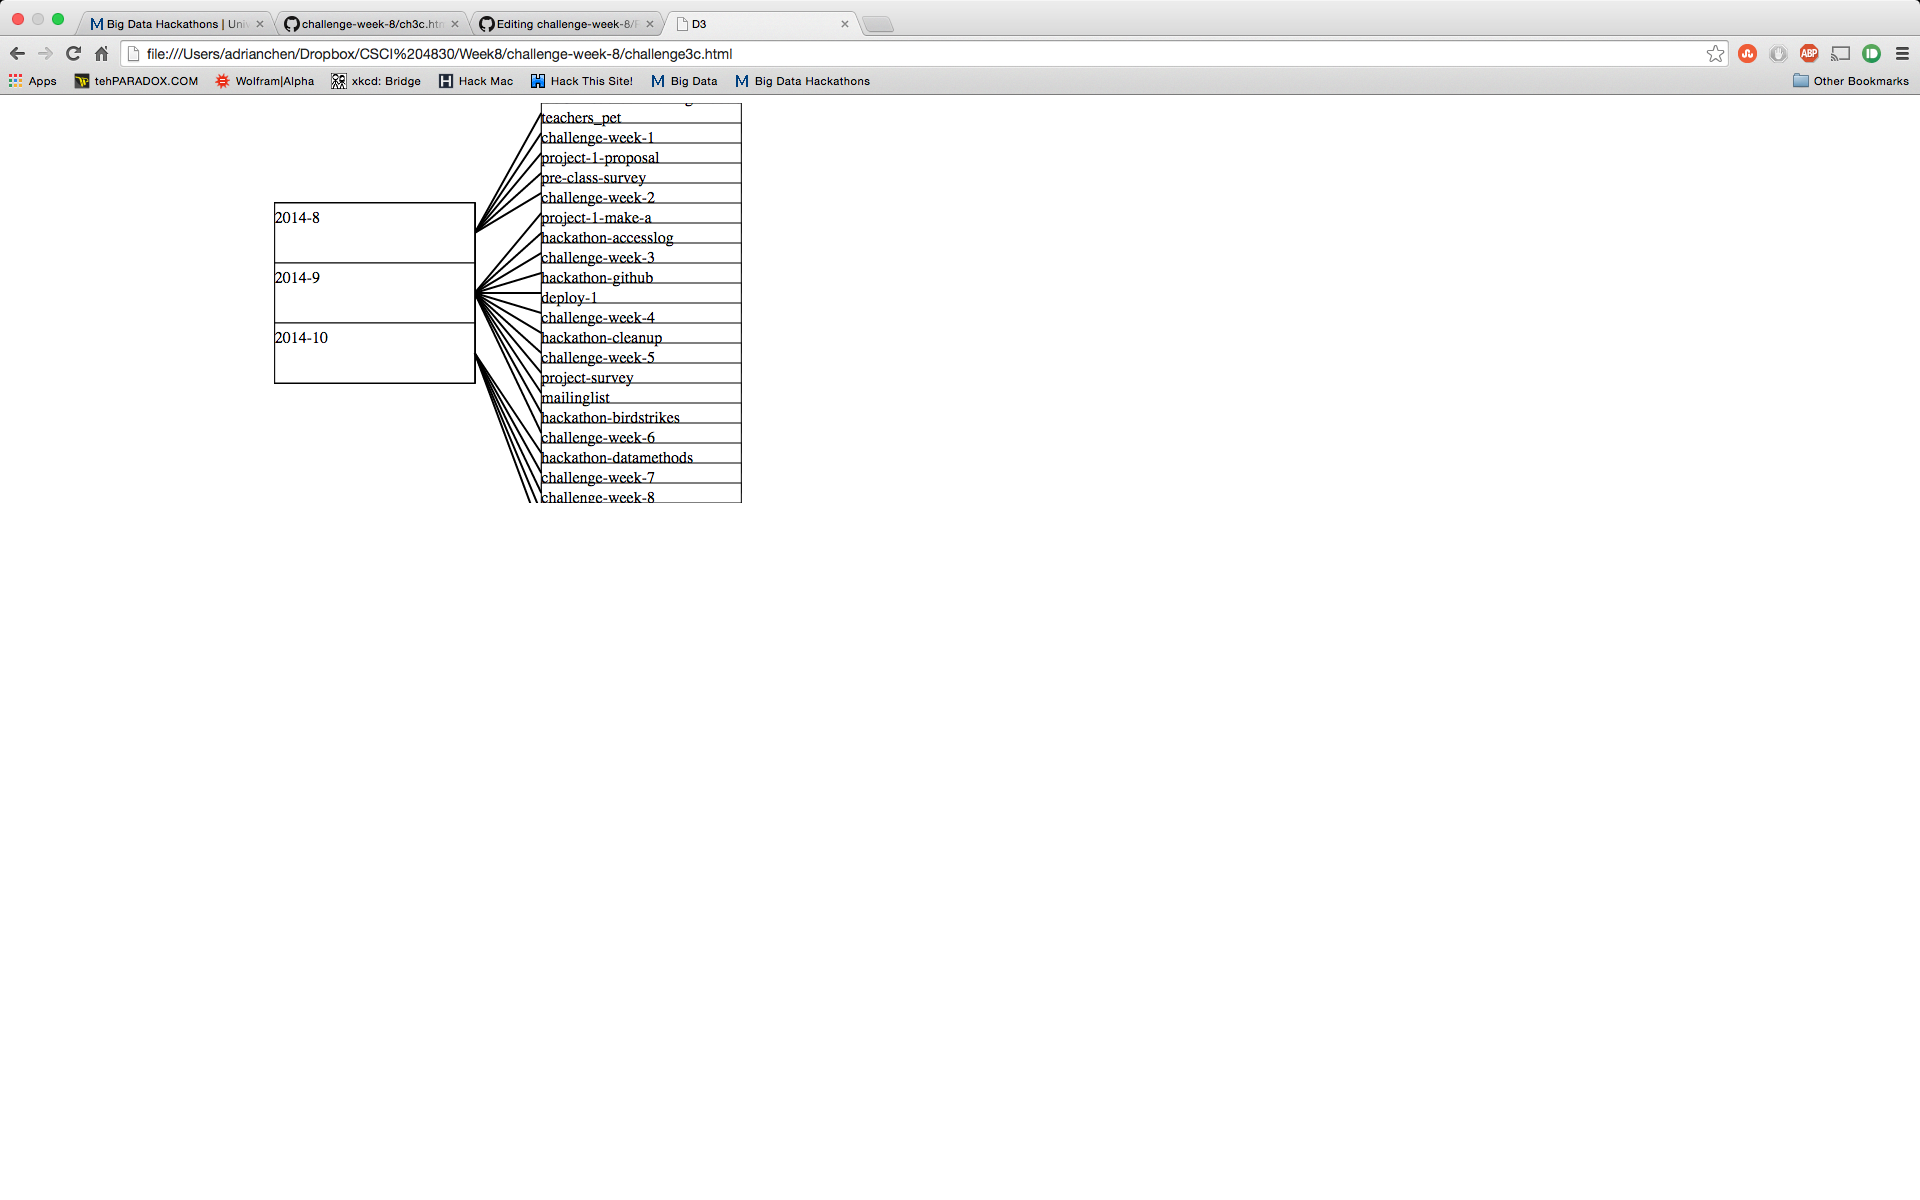 Big Data Hackathons | Uni
challenge-week-8/ch3c.htm
Editing challenge-week-8/
D3
file:///Users/adrianchen/Dropbox/CSCI%204830/Week8/challenge-week-8/challenge3c.html
ABP
Apps
tehPARADOX.COM
Wolfram|Alpha
xkcd: Bridge
Hack Mac
Hack This Site!
Big Data
Big Data Hackathons
Other Bookmarks
2014-8
2014-9
2014-10
teachers_pet
challenge-week-1
project-1-proposal
pre-class-survey
challenge-week-2
project-1-make-a
hackathon-accesslog
challenge-week-3
hackathon-github
deploy-1
challenge-week-4
hackathon-cleanup
challenge-week-5
project-survey
mailinglist
hackathon-birdstrikes
challenge-week-6
hackathon-datamethods
challenge-week-7
challenge-week-8